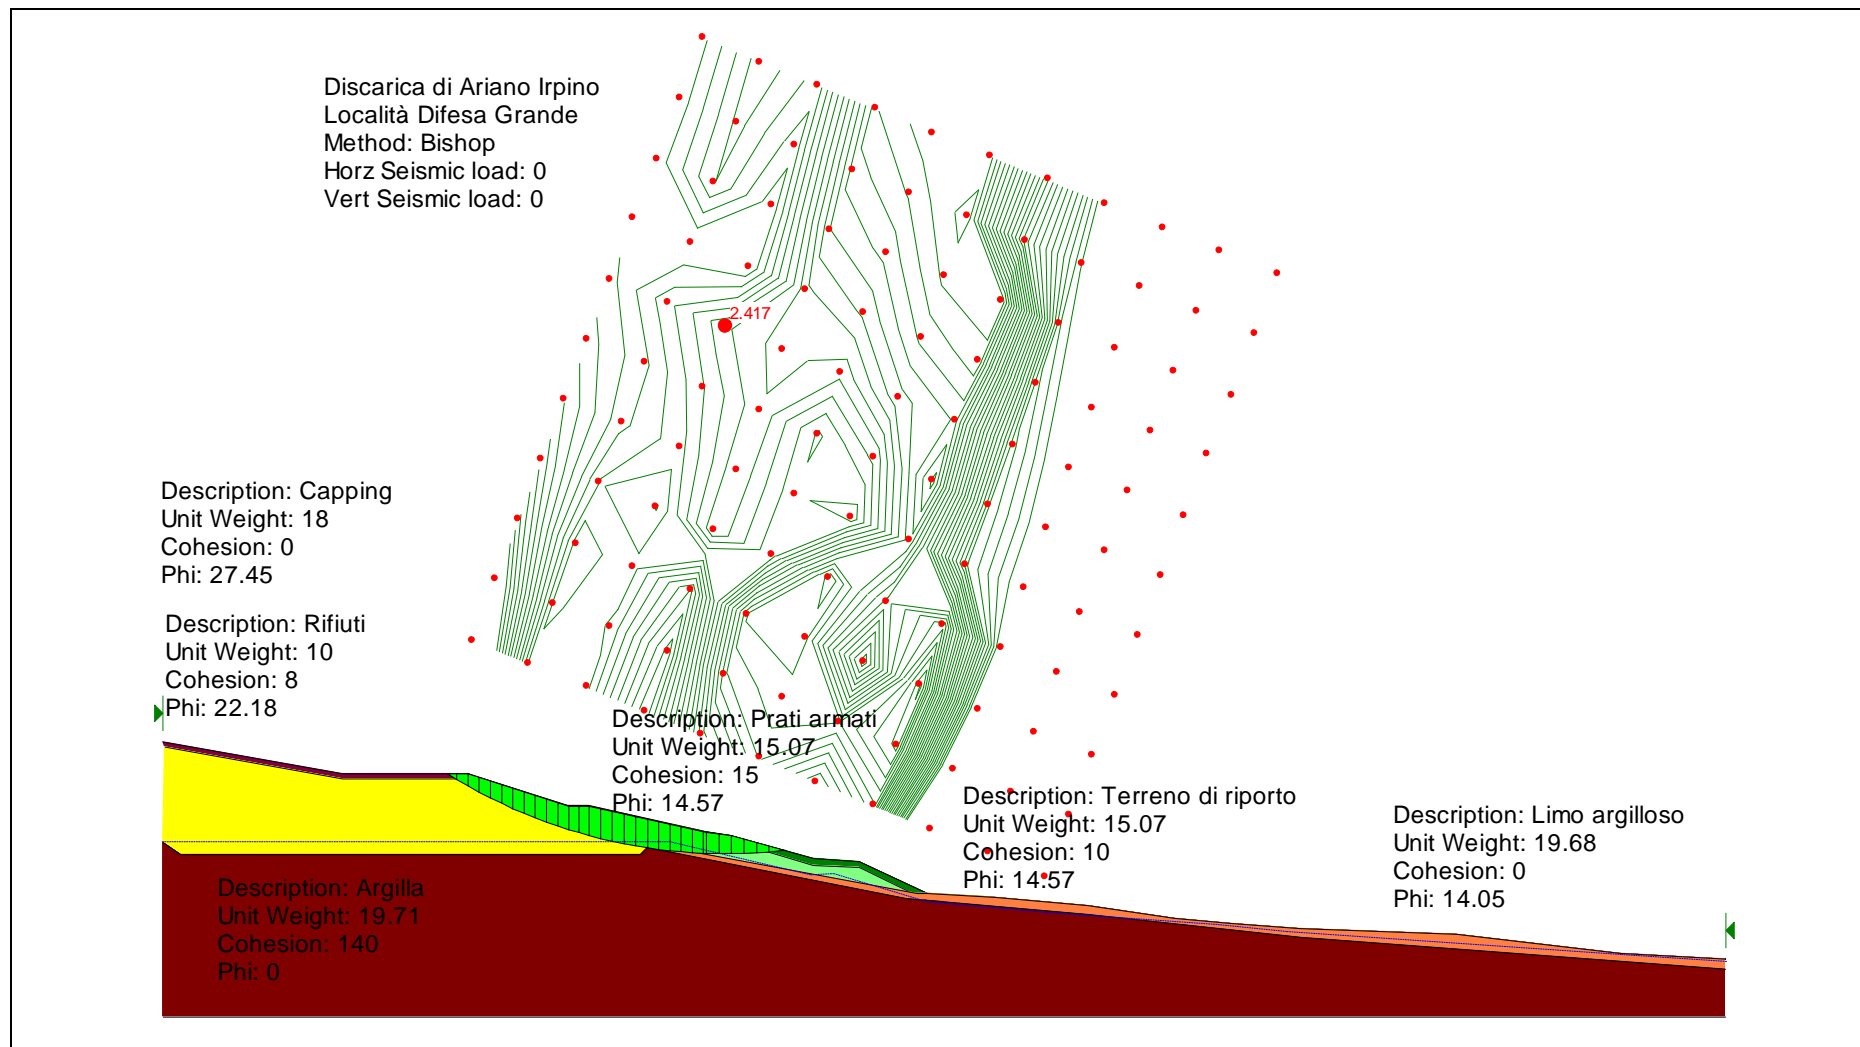 Discarica di Ariano Irpino
Località Difesa Grande
Method: Bishop
Horz Seismic load: 0
Vert Seismic load: 0
2.417
Description: Capping
Unit Weight: 18
Cohesion: 0
Phi: 27.45
Description: Rifiuti
Unit Weight: 10
Cohesion: 8
Phi: 22.18
Description: Prati armati
Unit Weight: 15.07
Cohesion: 15
Phi: 14.57
Description: Terreno di riporto
Unit Weight: 15.07
Cohesion: 10
Phi: 14.57
Description: Limo argilloso
Unit Weight: 19.68
Cohesion: 0
Phi: 14.05
Description: Argilla
Unit Weight: 19.71
Cohesion: 140
Phi: 0